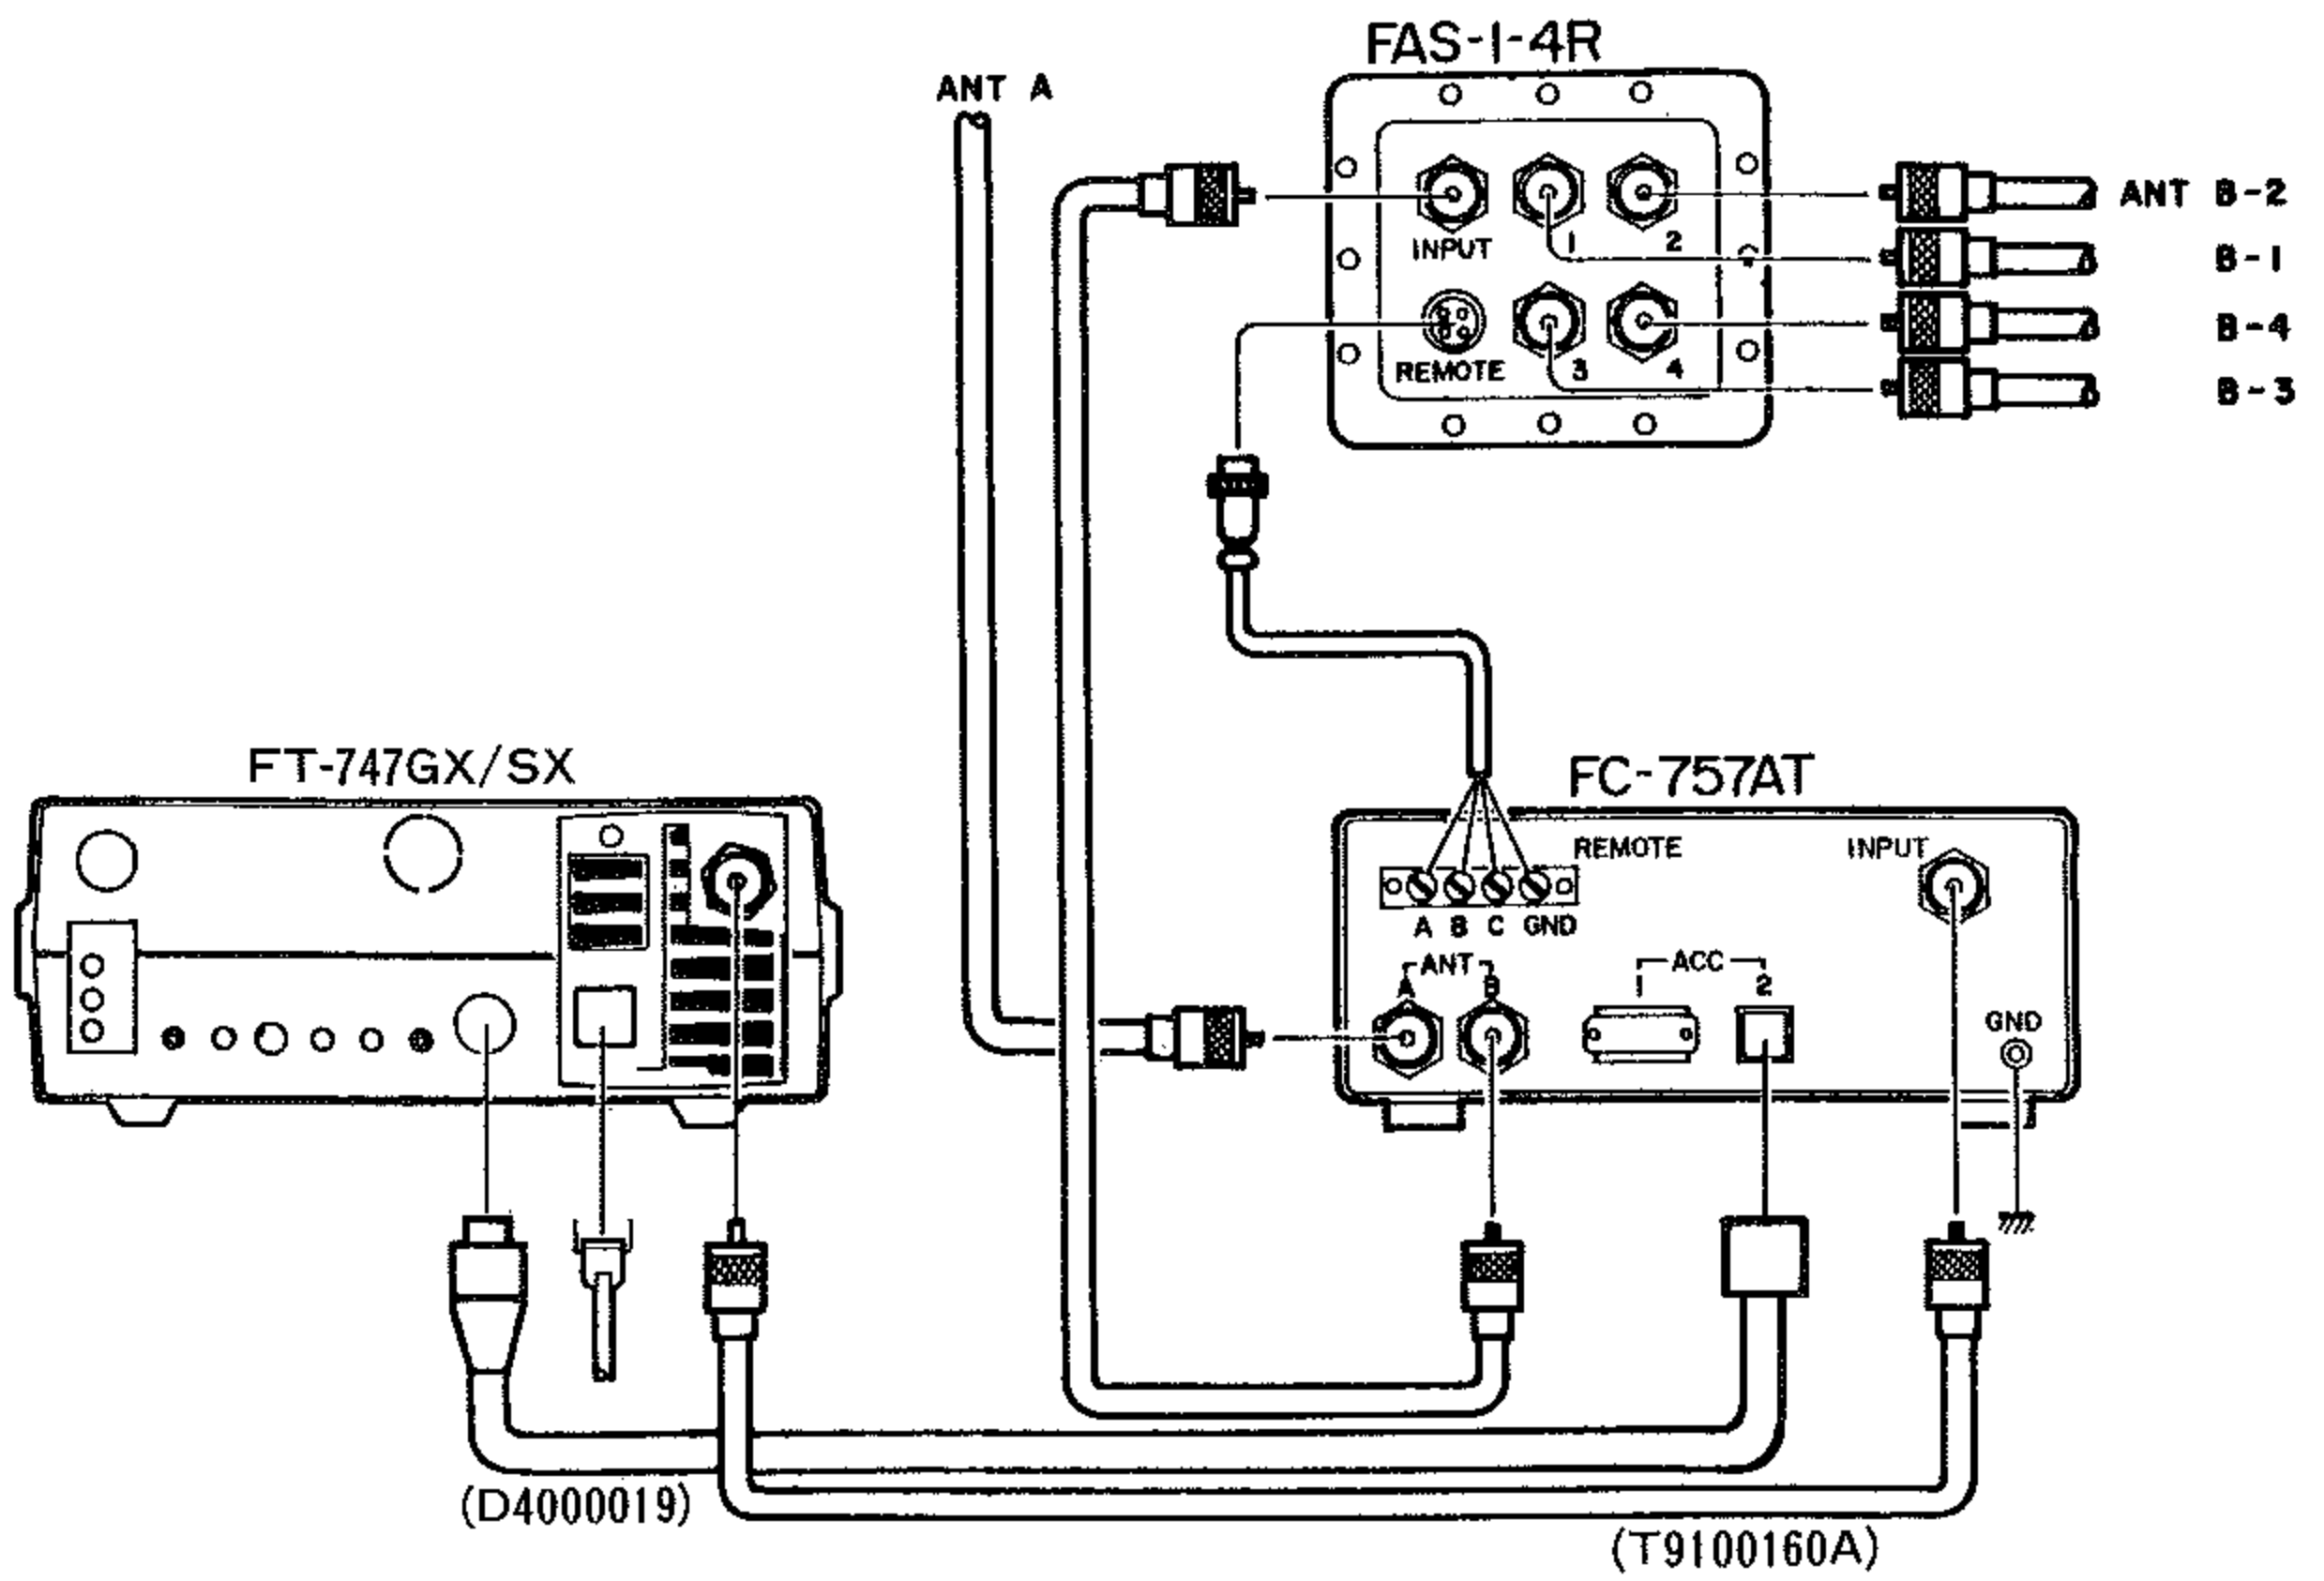 FAS-1-4R
ANT A
INPUT
1
2
REMOTE
3
4
ANT B-2
B-1
B-4
B-3
FT-747GX/SX
FC-757AT
REMOTE
INPUT
A B C GND
ANT
A B
ACC
1 2
GND
(D4000019)
(T9100160A)